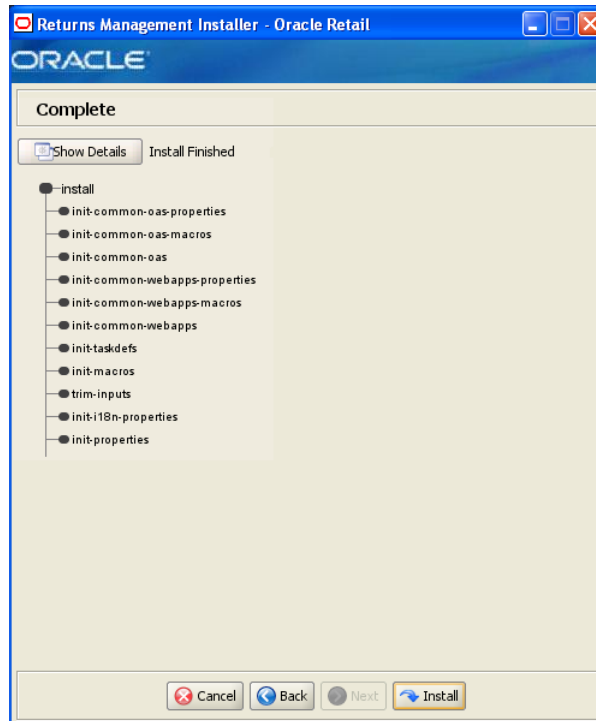 Returns Management Installer - Oracle Retail
ORACLE
Complete
Show Details Install Finished
install
init-common-oas-properties
init-common-oas-macros
init-common-oas
init-common-webapps-properties
init-common-webapps-macros
init-common-webapps
init-taskdefs
init-macros
trim-inputs
init-i18n-properties
init-properties
Cancel Back Next Install